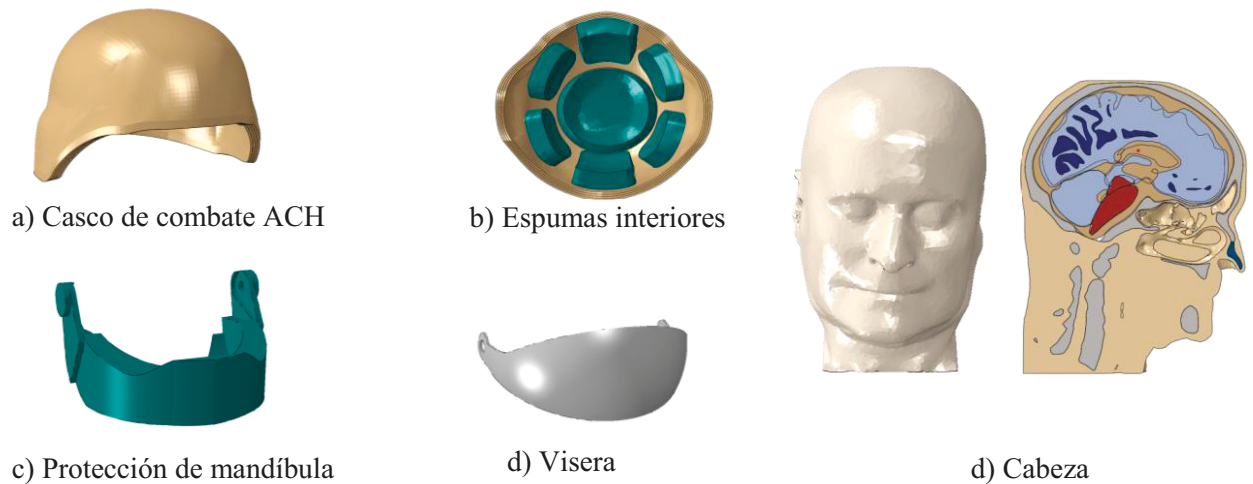 a) Casco de combate ACH
b) Espumas interiores
c) Protección de mandíbula
d) Visera
d) Cabeza